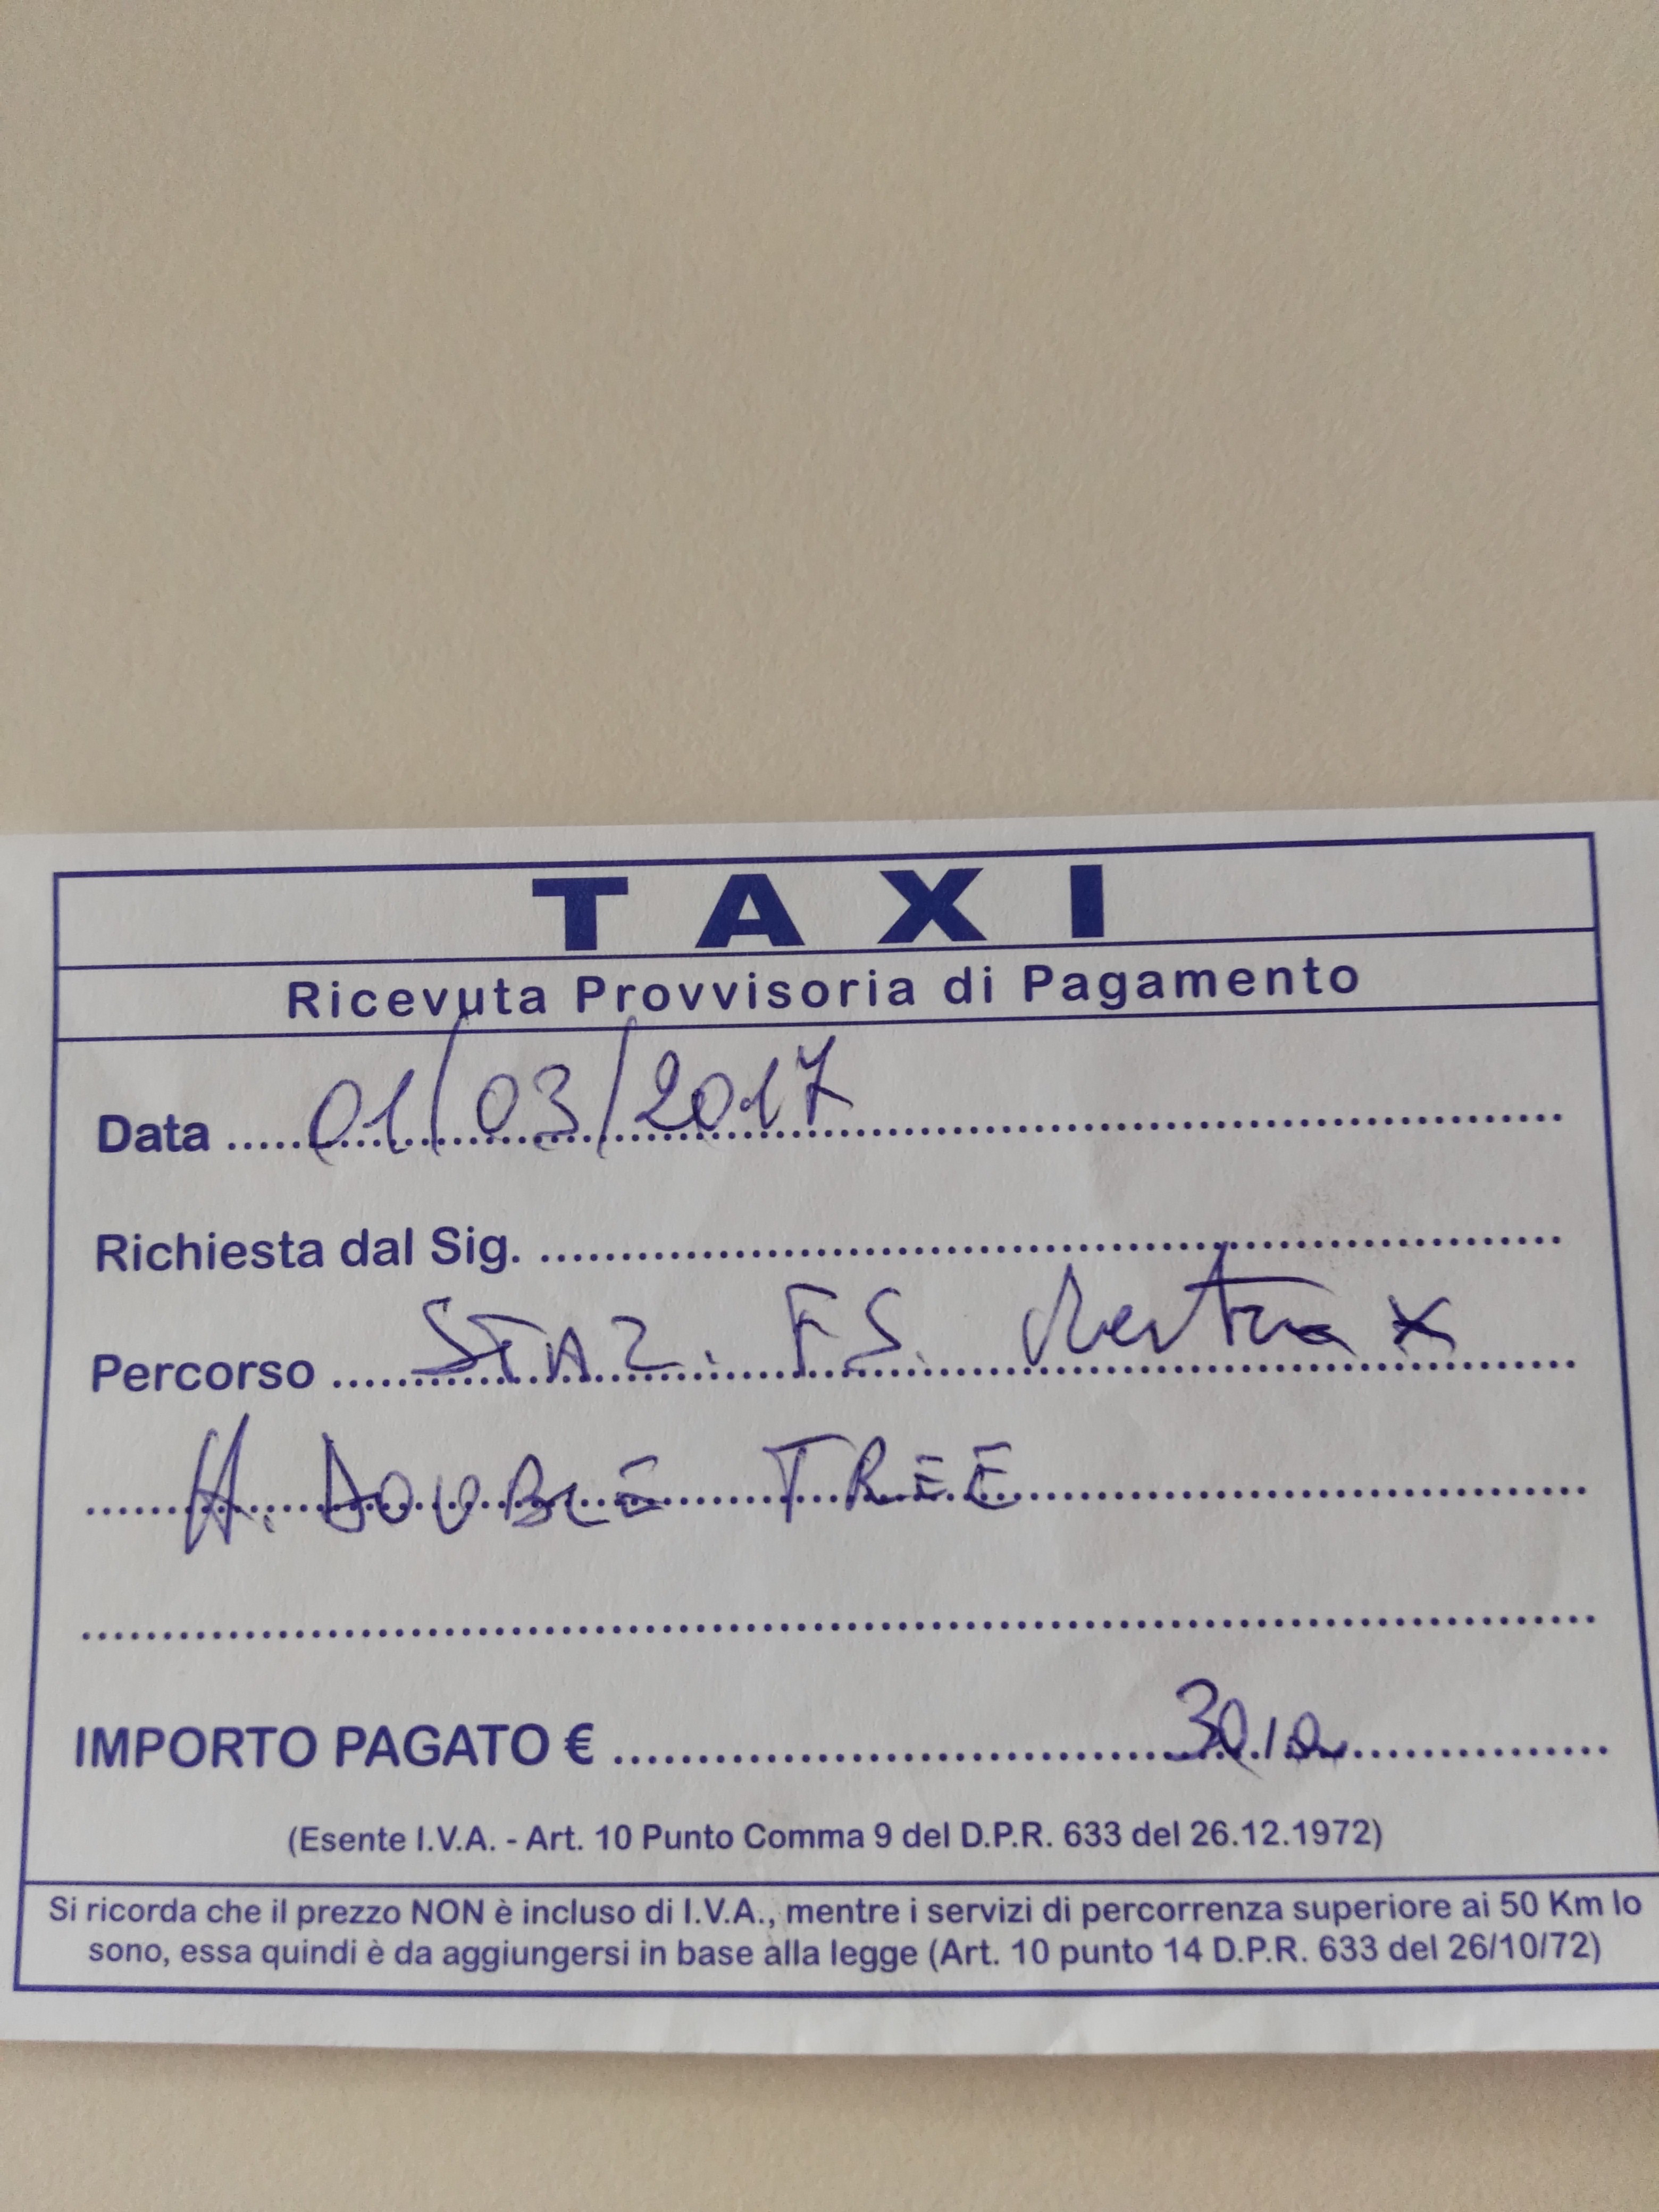 TAXI
Ricevuta Provvisoria di Pagamento
Data 01/03/2017
Richiesta dal Sig.
Percorso STAZ. FS. Mestre X
H. DOUBLE TREE
IMPORTO PAGATO € 30,00
(Esente I.V.A. - Art. 10 Punto Comma 9 del D.P.R. 633 del 26.12.1972)
Si ricorda che il prezzo NON è incluso di I.V.A., mentre i servizi di percorrenza superiore ai 50 Km lo
sono, essa quindi è da aggiungersi in base alla legge (Art. 10 punto 14 D.P.R. 633 del 26/10/72)